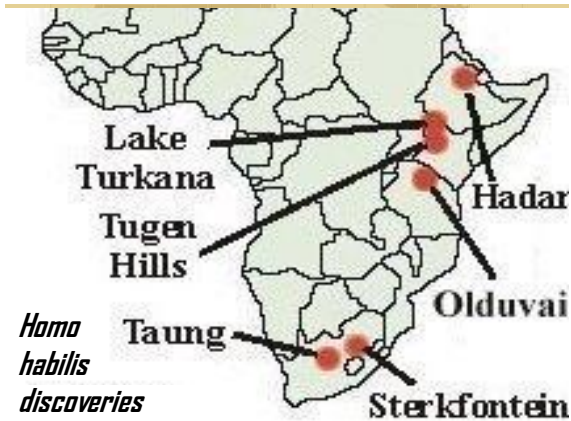 Lake
Turkana
Tugen
Hills
Hadar
Olduvai
Taung
Sterkfontein
Homo
habilis
discoveries